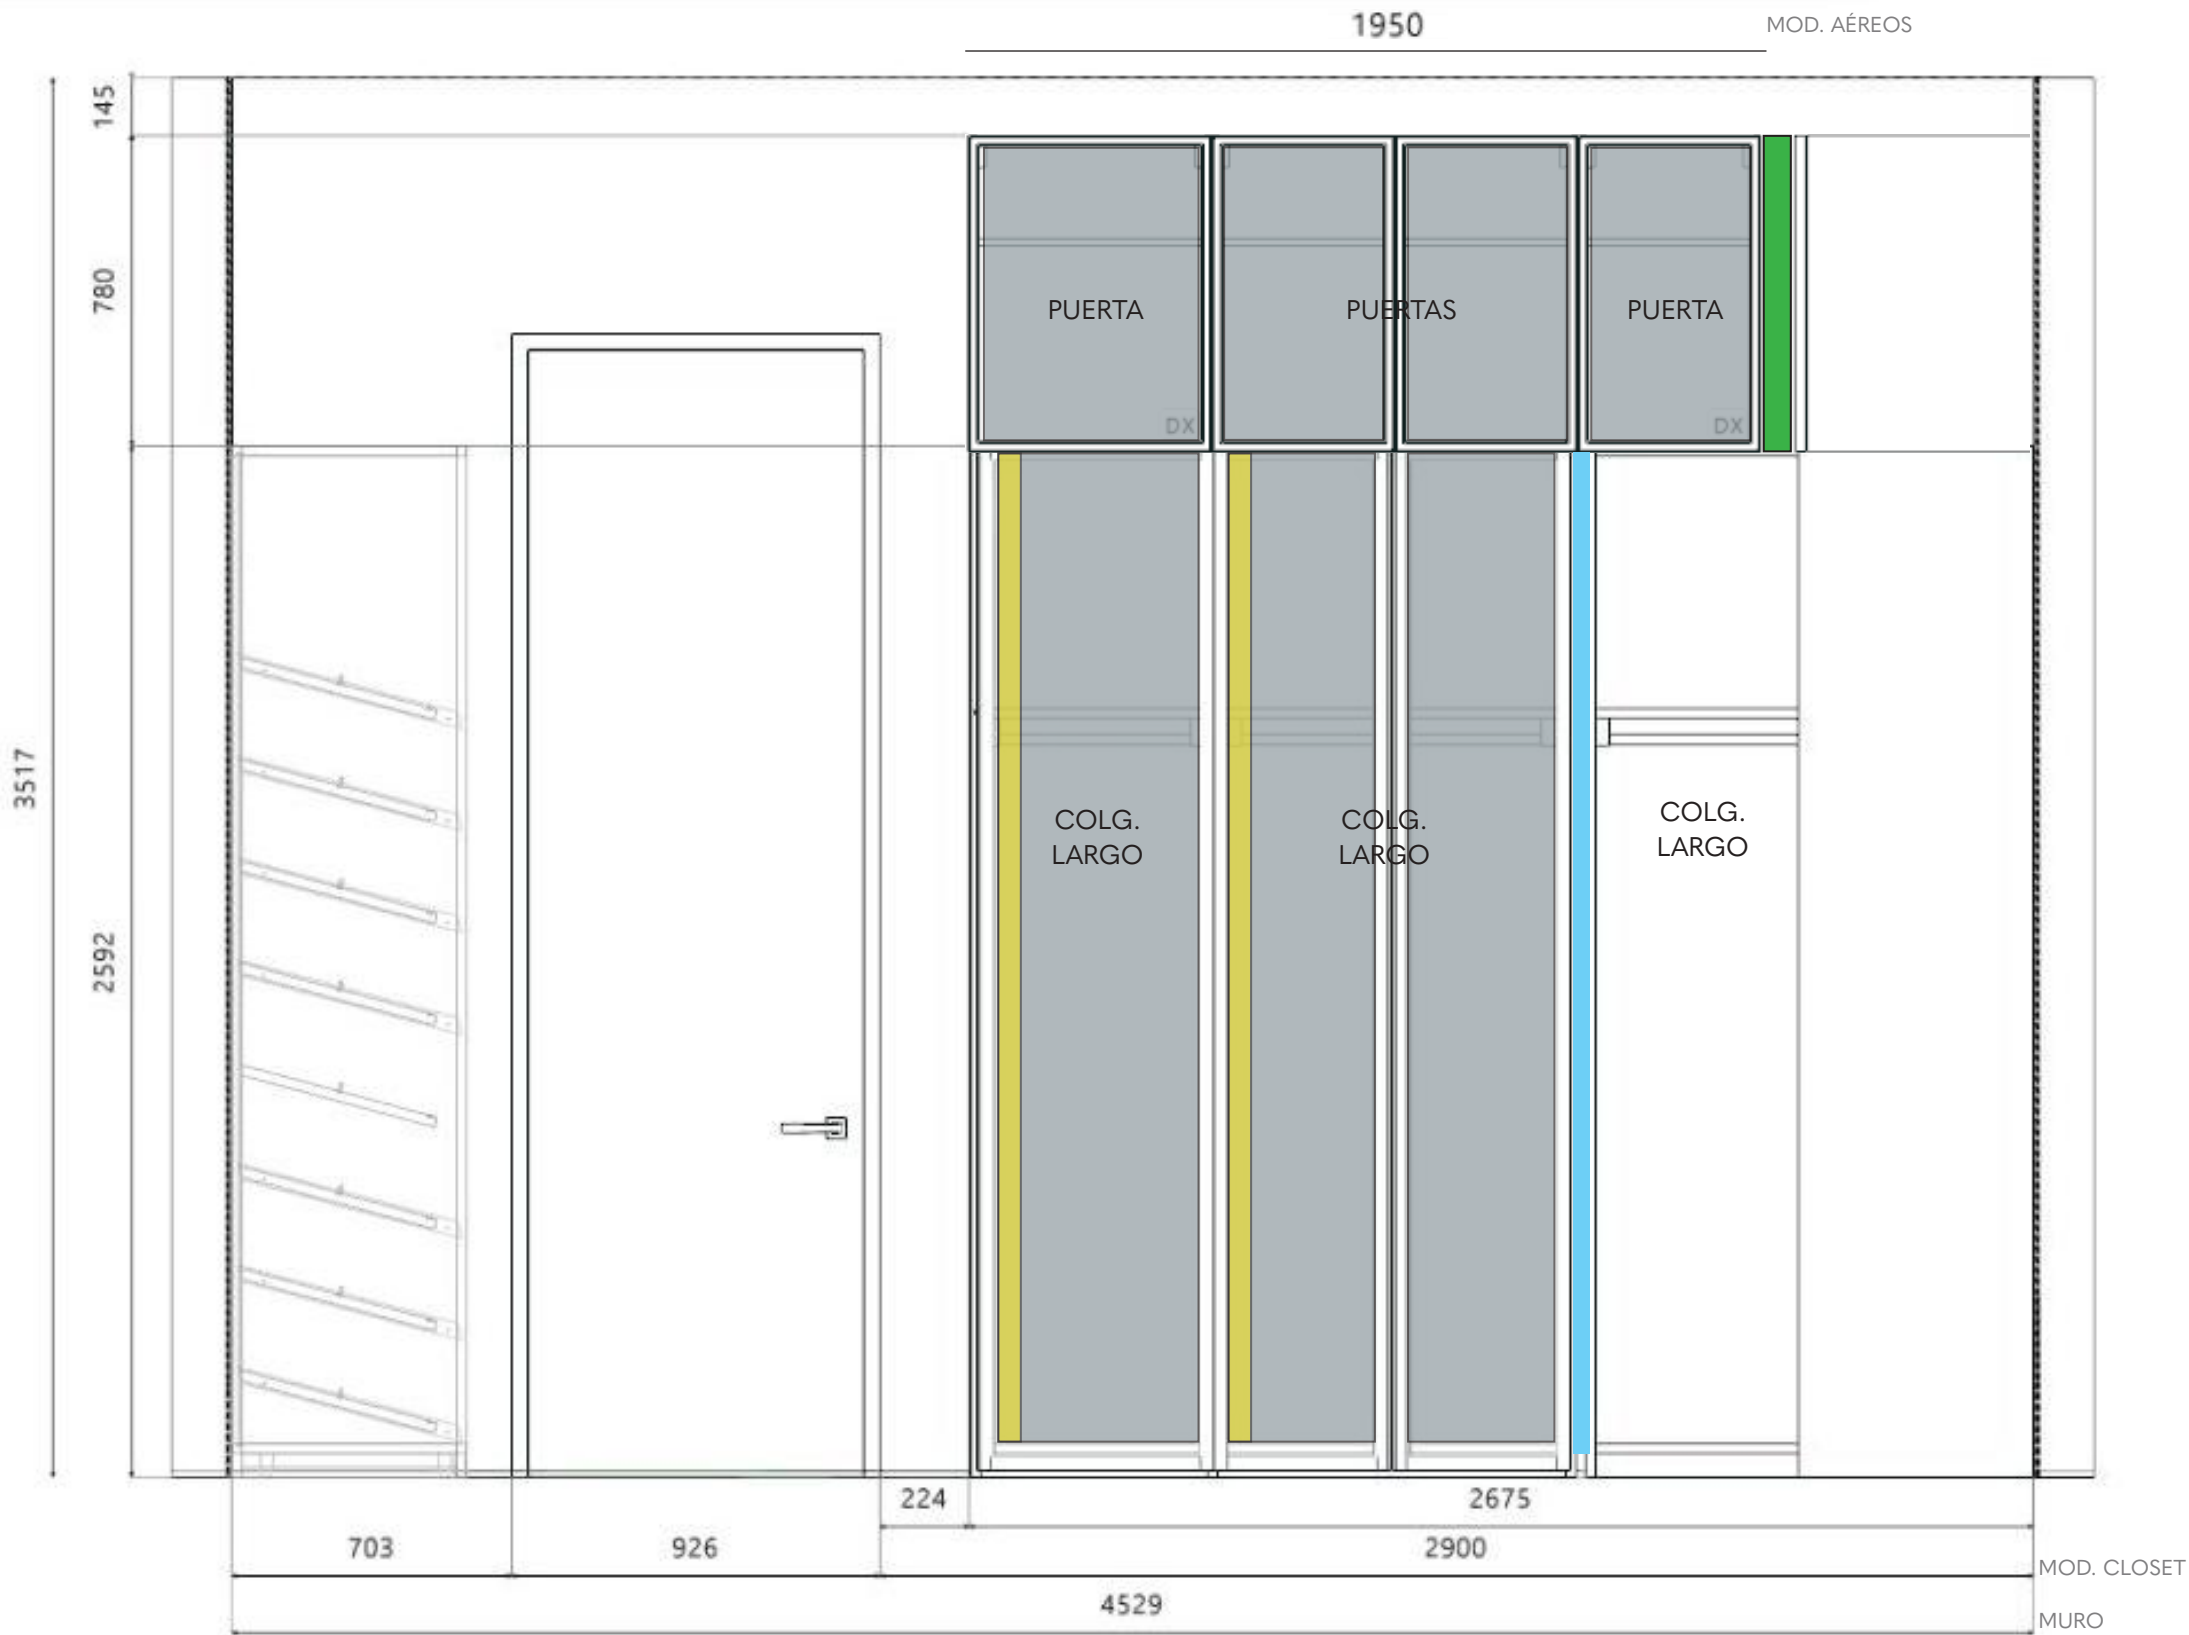 1950
MOD. AÉREOS
145
780
PUERTA
PUERTAS
PUERTA
DX
DX
3517
2592
COLG.
LARGO
COLG.
LARGO
COLG.
LARGO
224
2675
703
926
2900
MOD. CLOSET
4529
MURO